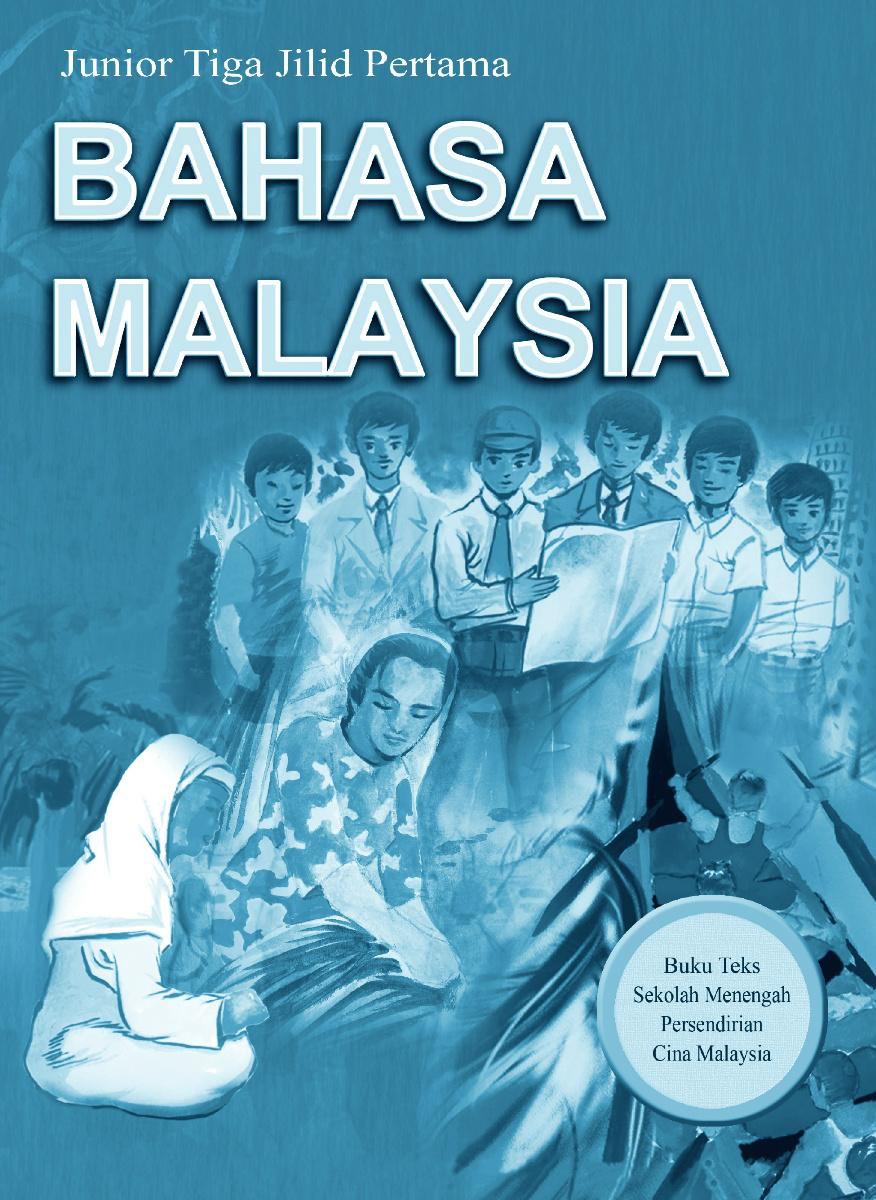 Junior Tiga Jilid Pertama
BAHASA
MALAYSIA
Buku Teks
Sekolah Menengah
Persendirian
Cina Malaysia